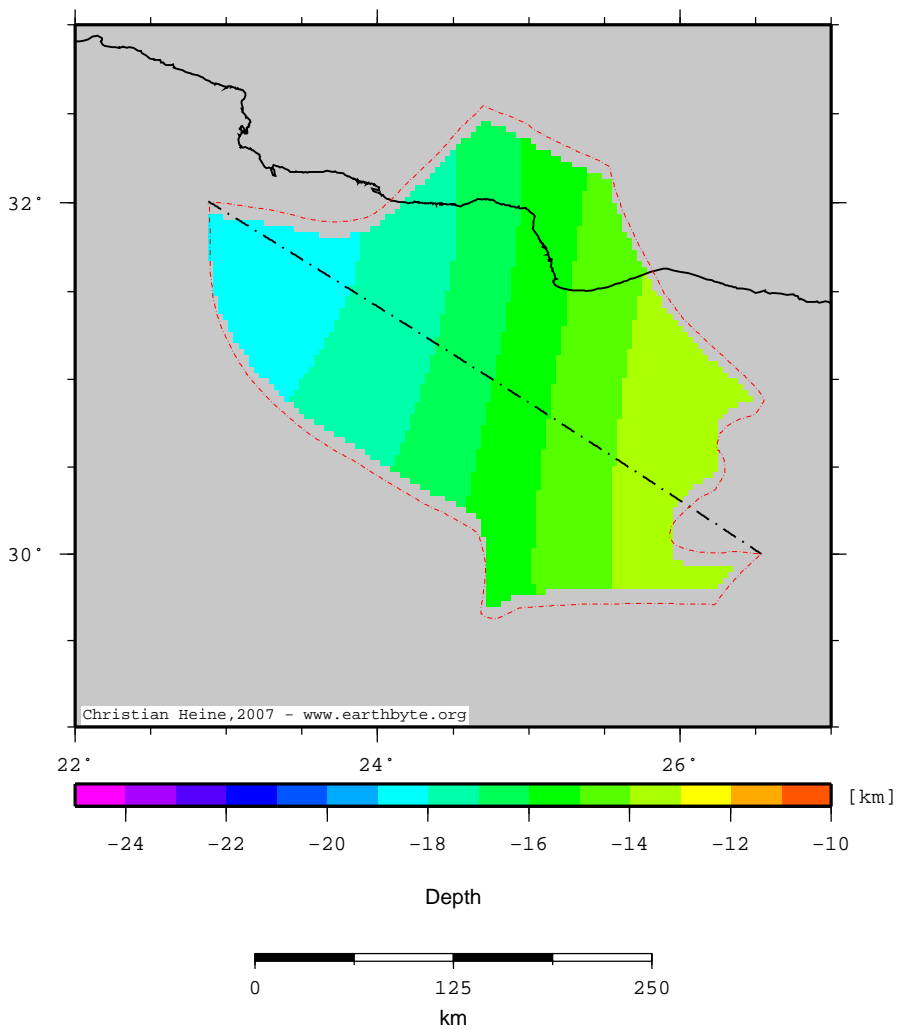 32°
30°
Christian Heine,2007 - www.earthbyte.org
22° 24° 26°
[km]
-24 -22 -20 -18 -16 -14 -12 -10
Depth
0 125 250
km